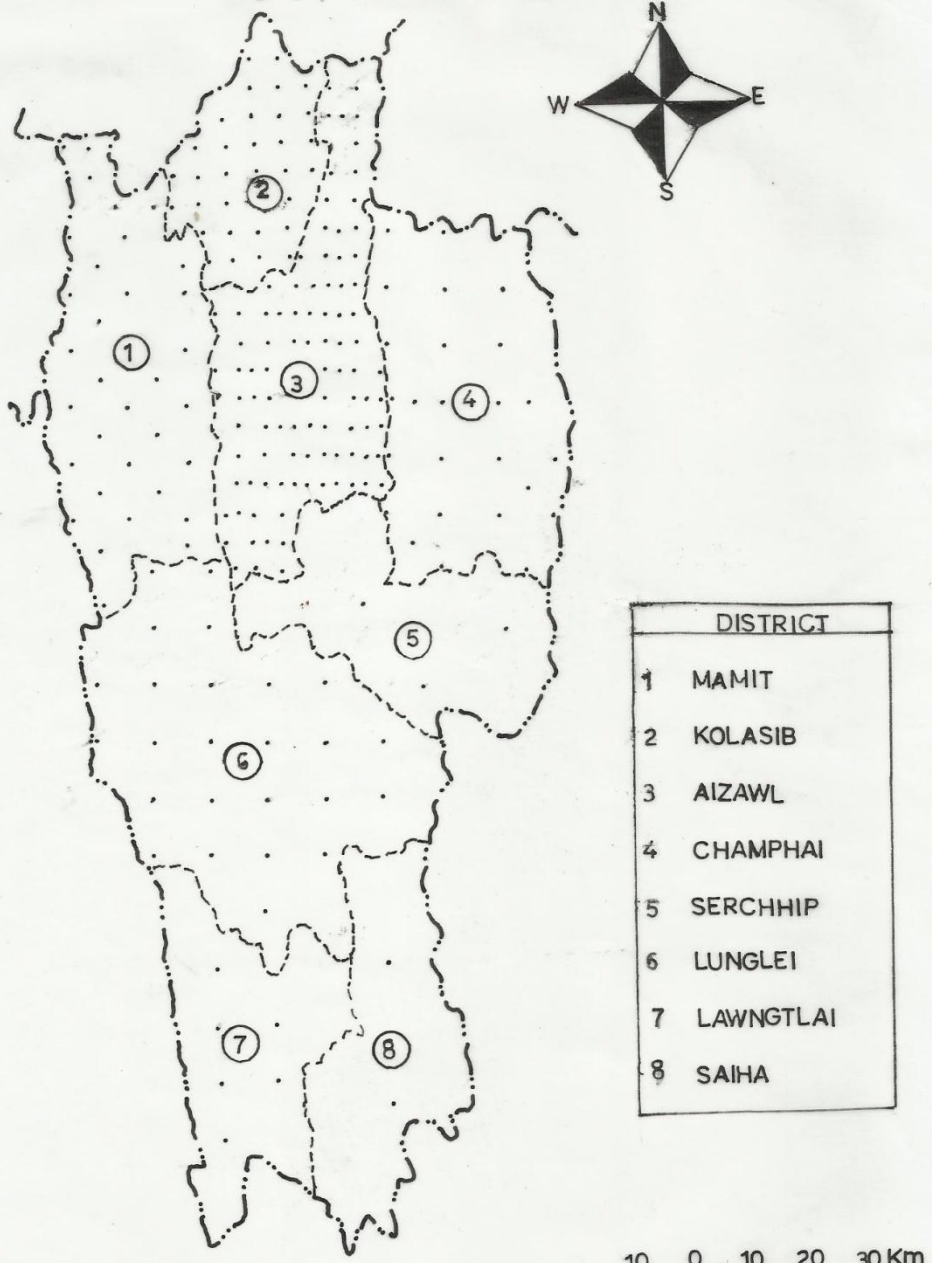 N
W E
S
2
1
3
4
5
6
7
8
DISTRICT
1 MAMIT
2 KOLASIB
3 AIZAWL
4 CHAMPHAI
5 SERCHHIP
6 LUNGLEI
7 LAWNGTLAI
8 SAIHA
10 0 10 20 30 Km